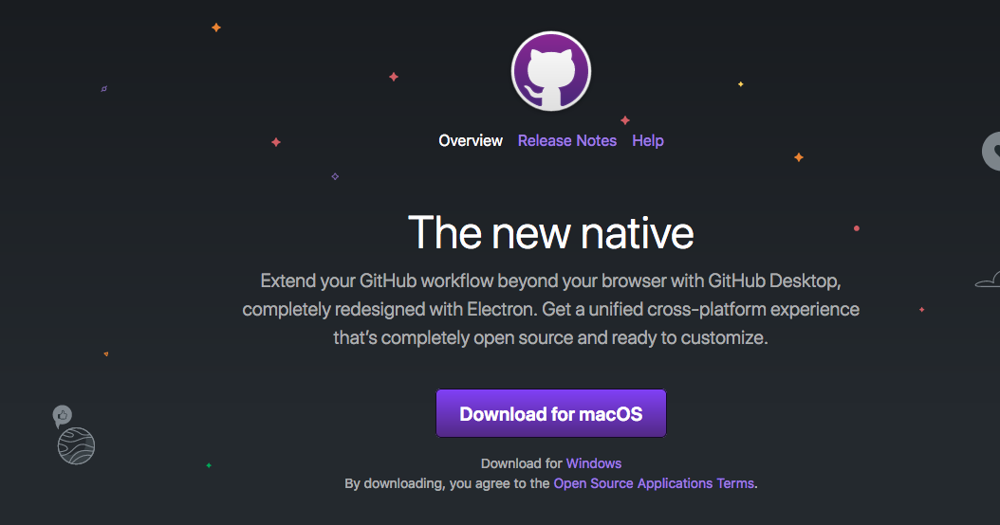 Overview Release Notes Help
The new native
Extend your GitHub workflow beyond your browser with GitHub Desktop,
completely redesigned with Electron. Get a unified cross-platform experience
that’s completely open source and ready to customize.
Download for macOS
Download for Windows
By downloading, you agree to the Open Source Applications Terms.